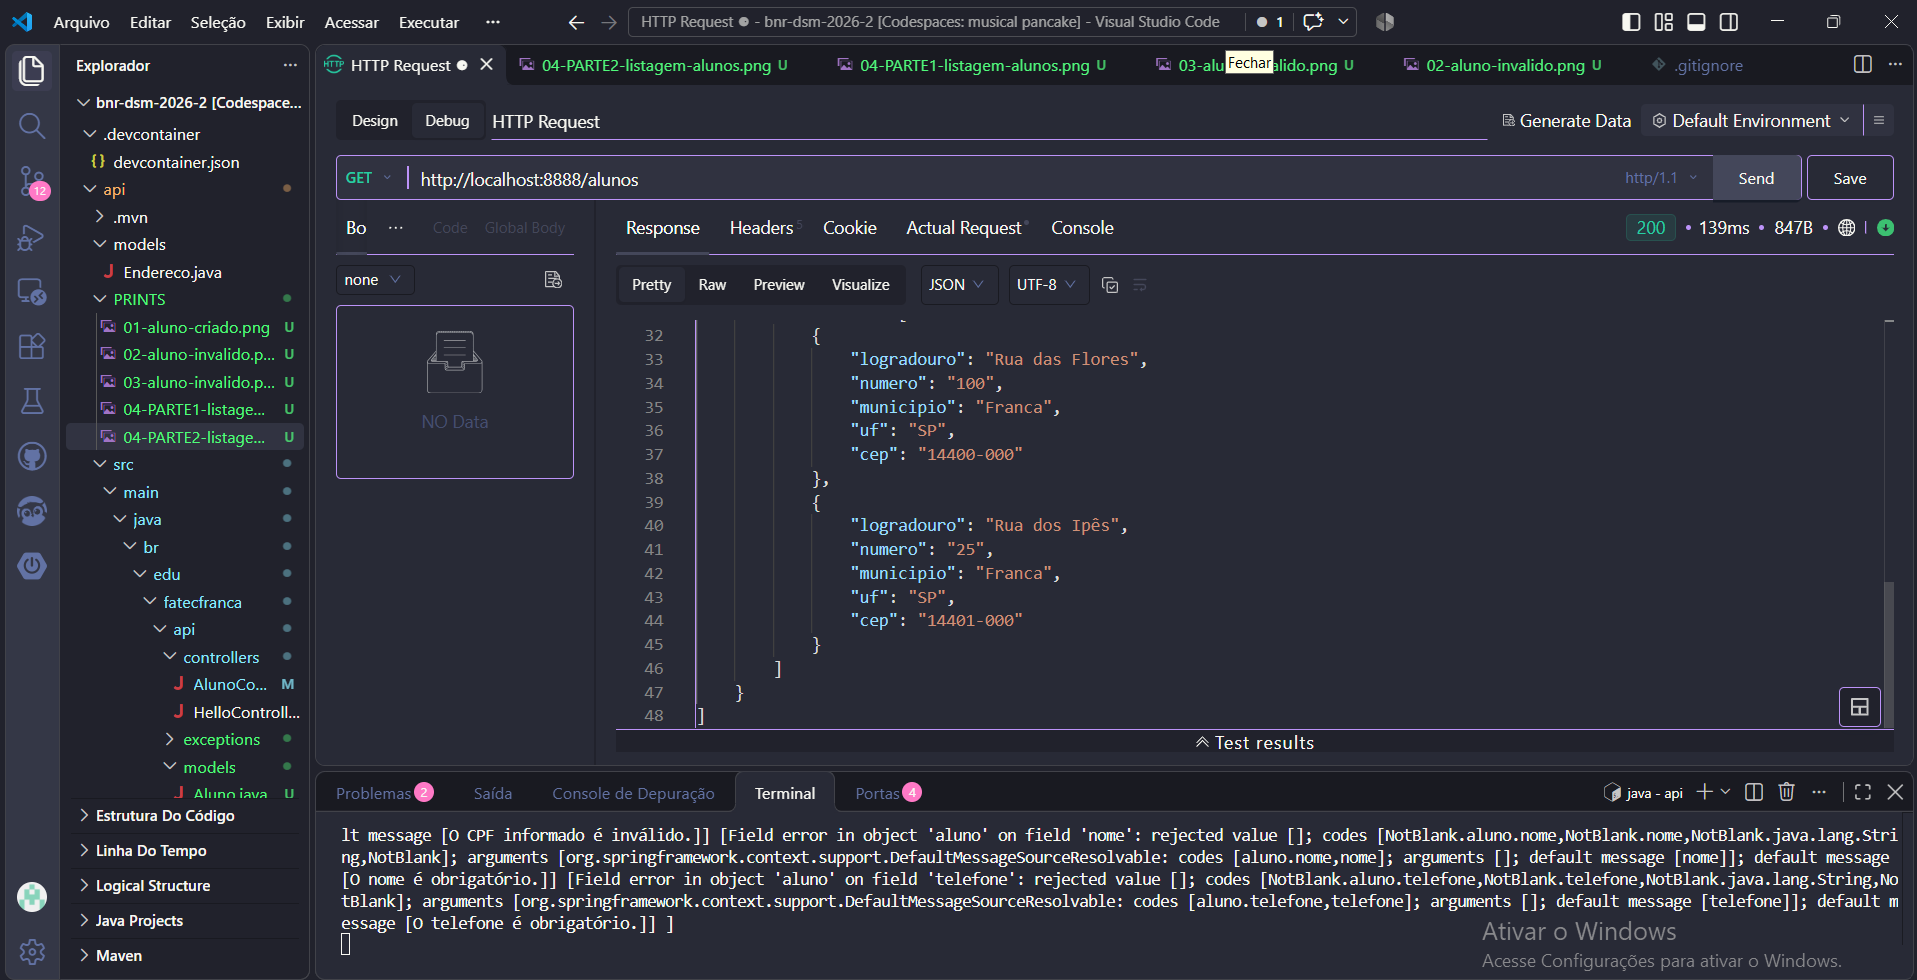 Arquivo Editar Seleção Exibir Acessar Executar ···
HTTP Request ● - bnr-dsm-2026-2 [Codespaces: musical pancake] - Visual Studio Code
1
Explorador
HTTP Request
04-PARTE2-listagem-alunos.png U
04-PARTE1-listagem-alunos.png U
03-alu
Fechar
alido.png U
02-aluno-invalido.png U
.gitignore
bnr-dsm-2026-2 [Codespace...
.devcontainer
devcontainer.json
api
.mvn
models
Endereco.java
PRINTS
01-aluno-criado.png U
02-aluno-invalido.p... U
03-aluno-invalido.p... U
04-PARTE1-listage... U
04-PARTE2-listage... U
src
main
java
br
edu
fatecfranca
api
controllers
AlunoCo... M
HelloControll...
exceptions
models
Aluno.java U
Estrutura Do Código
Linha Do Tempo
Logical Structure
Java Projects
Maven
12
Design Debug HTTP Request
Generate Data Default Environment
GET http://localhost:8888/alunos http/1.1 Send Save
Bo ··· Code Global Body
none
NO Data
Response Headers 5 Cookie Actual Request Console
200 • 139ms • 847B
Pretty Raw Preview Visualize JSON UTF-8
32 {
33 "logradouro": "Rua das Flores",
34 "numero": "100",
35 "municipio": "Franca",
36 "uf": "SP",
37 "cep": "14400-000"
38 },
39 {
40 "logradouro": "Rua dos Ipês",
41 "numero": "25",
42 "municipio": "Franca",
43 "uf": "SP",
44 "cep": "14401-000"
45 }
46 ]
47 }
48 ]
Test results
Problemas 2 Saída Console de Depuração Terminal Portas 4
java - api
lt message [O CPF informado é inválido.]] [Field error in object 'aluno' on field 'nome': rejected value []; codes [NotBlank.aluno.nome,NotBlank.nome,NotBlank.java.lang.Stri
ng,NotBlank]; arguments [org.springframework.context.support.DefaultMessageSourceResolvable: codes [aluno.nome,nome]; arguments []; default message [nome]]; default message
[O nome é obrigatório.]] [Field error in object 'aluno' on field 'telefone': rejected value []; codes [NotBlank.aluno.telefone,NotBlank.telefone,NotBlank.java.lang.String,No
tBlank]; arguments [org.springframework.context.support.DefaultMessageSourceResolvable: codes [aluno.telefone,telefone]; arguments []; default message [telefone]]; default m
essage [O telefone é obrigatório.]] ]
Ativar o Windows
Acesse Configurações para ativar o Windows.